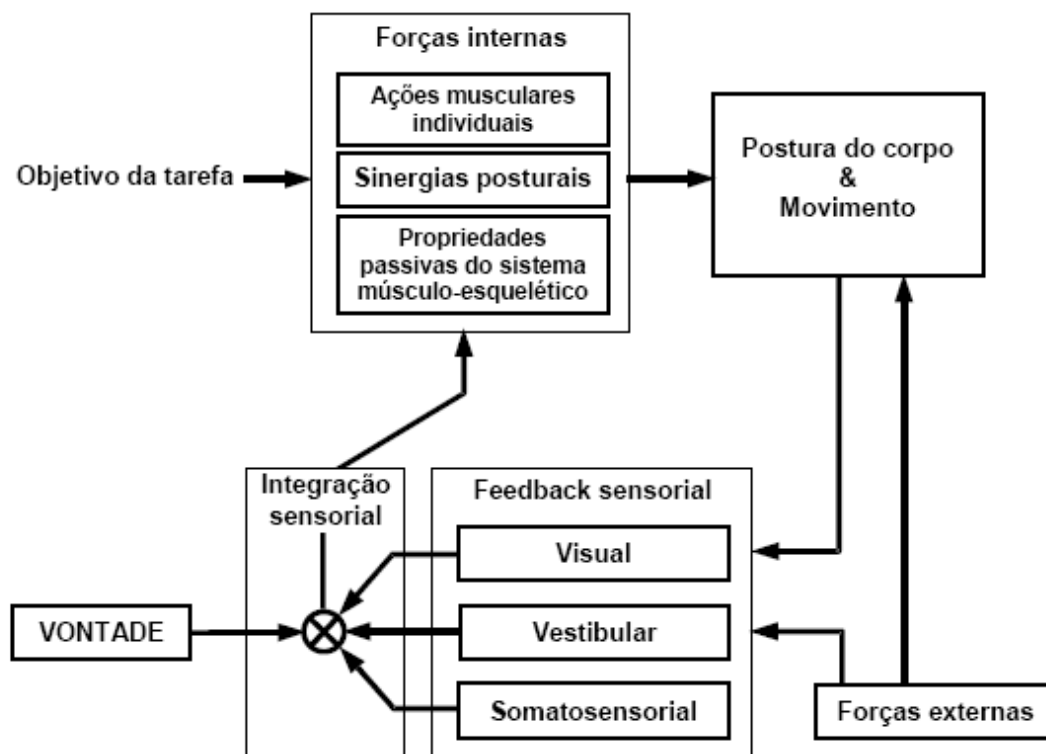 Forças internas
Ações musculares
individuais
Objetivo da tarefa
Sinergias posturais
Propriedades
passivas do sistema
músculo-esquelético
Postura do corpo
&
Movimento
Integração
sensorial
Feedback sensorial
Visual
VONTADE
Vestibular
Somatosensorial
Forças externas